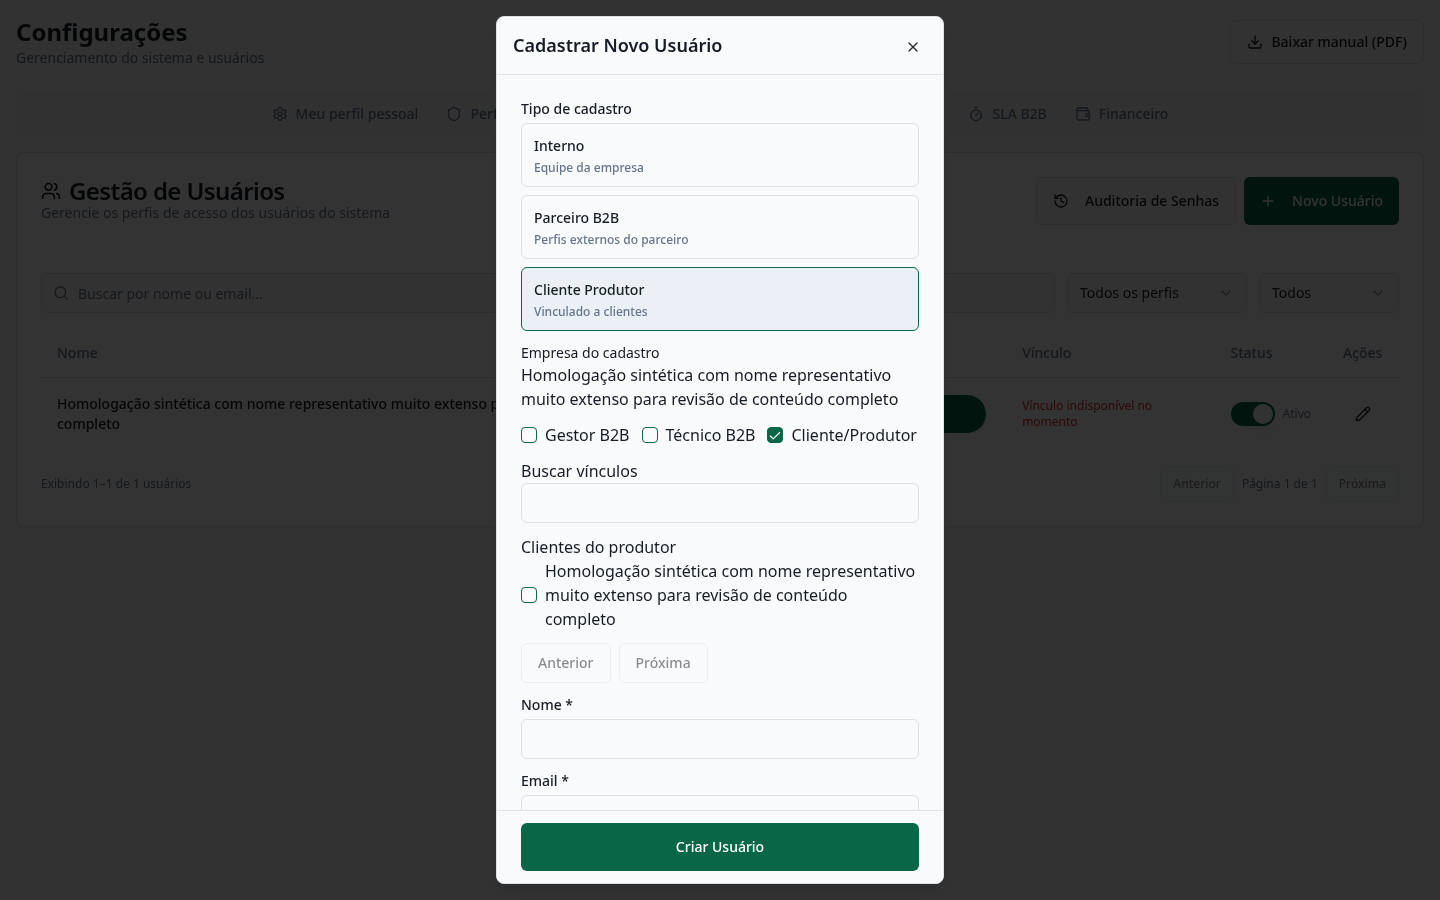 Configurações
Gerenciamento do sistema e usuários
Baixar manual (PDF)
Meu perfil pessoal
Perf
SLA B2B
Financeiro
Gestão de Usuários
Gerencie os perfis de acesso dos usuários do sistema
Auditoria de Senhas
Novo Usuário
Buscar por nome ou email...
Todos os perfis
Todos
Nome
Vínculo
Status
Ações
Homologação sintética com nome representativo muito extenso p
completo
Vínculo indisponível no
momento
Ativo
Exibindo 1–1 de 1 usuários
Anterior
Página 1 de 1
Próxima
Cadastrar Novo Usuário
Tipo de cadastro
Interno
Equipe da empresa
Parceiro B2B
Perfis externos do parceiro
Cliente Produtor
Vinculado a clientes
Empresa do cadastro
Homologação sintética com nome representativo
muito extenso para revisão de conteúdo completo
Gestor B2B
Técnico B2B
Cliente/Produtor
Buscar vínculos
Clientes do produtor
Homologação sintética com nome representativo
muito extenso para revisão de conteúdo
completo
Anterior
Próxima
Nome *
Email *
Criar Usuário